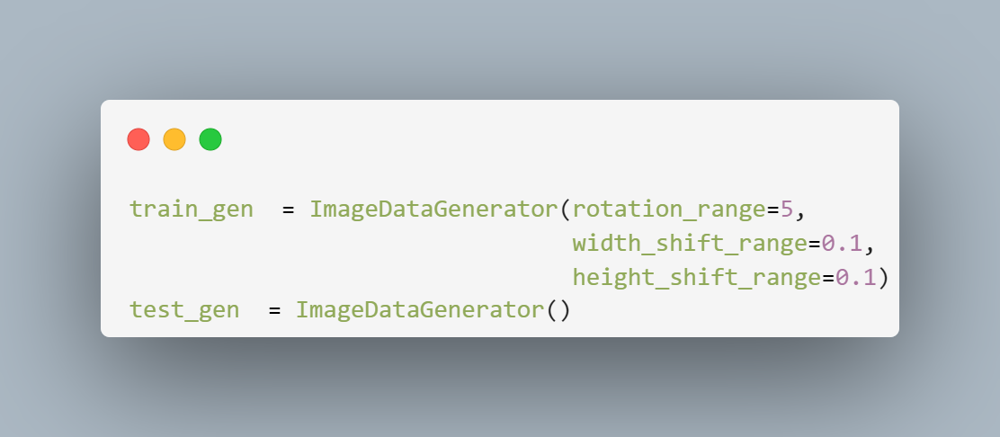 train_gen  = ImageDataGenerator(rotation_range=5,
                                width_shift_range=0.1,
                                height_shift_range=0.1)
test_gen  = ImageDataGenerator()